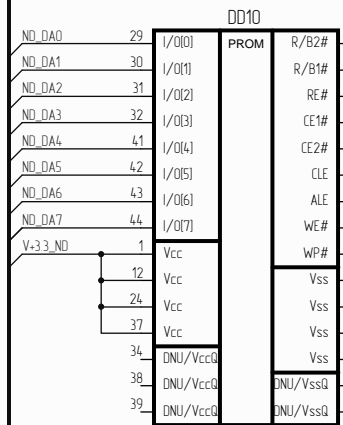 DD10
ND_DA0 29 I/O[0] PROM R/B2#
ND_DA1 30 I/O[1] R/B1#
ND_DA2 31 I/O[2] RE#
ND_DA3 32 I/O[3] CE1#
ND_DA4 41 I/O[4] CE2#
ND_DA5 42 I/O[5] CLE
ND_DA6 43 I/O[6] ALE
ND_DA7 44 I/O[7] WE#
V+3.3_ND 1 Vcc WP#
12 Vcc Vss
24 Vcc Vss
37 Vcc Vss
34 DNU/VccQ Vss
38 DNU/VccQ DNU/VssQ
39 DNU/VccQ DNU/VssQ